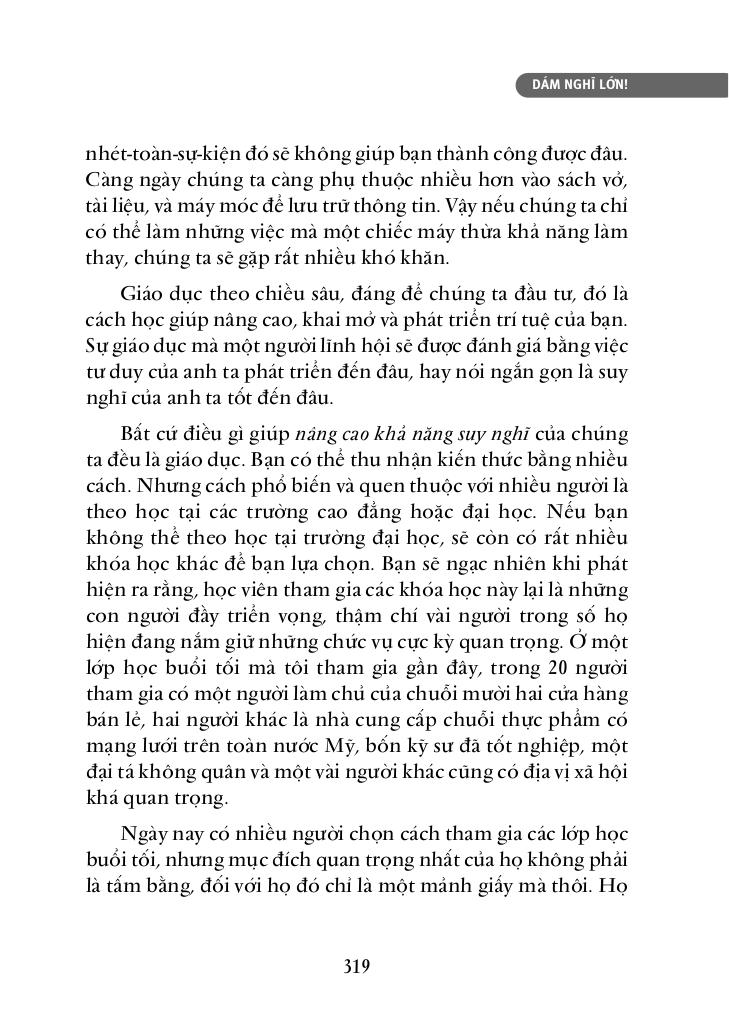 DÁM NGHĨ LỚN!
nhét-toàn-sự-kiện đó sẽ không giúp bạn thành công được đâu.
Càng ngày chúng ta càng phụ thuộc nhiều hơn vào sách vở,
tài liệu, và máy móc để lưu trữ thông tin. Vậy nếu chúng ta chỉ
có thể làm những việc mà một chiếc máy thừa khả năng làm
thay, chúng ta sẽ gặp rất nhiều khó khăn.
Giáo dục theo chiều sâu, đáng để chúng ta đầu tư, đó là
cách học giúp nâng cao, khai mở và phát triển trí tuệ của bạn.
Sự giáo dục mà một người lĩnh hội sẽ được đánh giá bằng việc
tư duy của anh ta phát triển đến đâu, hay nói ngắn gọn là suy
nghĩ của anh ta tốt đến đâu.
Bất cứ điều gì giúp nâng cao khả năng suy nghĩ của chúng
ta đều là giáo dục. Bạn có thể thu nhận kiến thức bằng nhiều
cách. Nhưng cách phổ biến và quen thuộc với nhiều người là
theo học tại các trường cao đẳng hoặc đại học. Nếu bạn
không thể theo học tại trường đại học, sẽ còn có rất nhiều
khóa học khác để bạn lựa chọn. Bạn sẽ ngạc nhiên khi phát
hiện ra rằng, học viên tham gia các khóa học này lại là những
con người đầy triển vọng, thậm chí vài người trong số họ
hiện đang nắm giữ những chức vụ cực kỳ quan trọng. Ở một
lớp học buổi tối mà tôi tham gia gần đây, trong 20 người
tham gia có một người làm chủ của chuỗi mười hai cửa hàng
bán lẻ, hai người khác là nhà cung cấp chuỗi thực phẩm có
mạng lưới trên toàn nước Mỹ, bốn kỹ sư đã tốt nghiệp, một
đại tá không quân và một vài người khác cũng có địa vị xã hội
khá quan trọng.
Ngày nay có nhiều người chọn cách tham gia các lớp học
buổi tối, nhưng mục đích quan trọng nhất của họ không phải
là tấm bằng, đối với họ đó chỉ là một mảnh giấy mà thôi. Họ
319